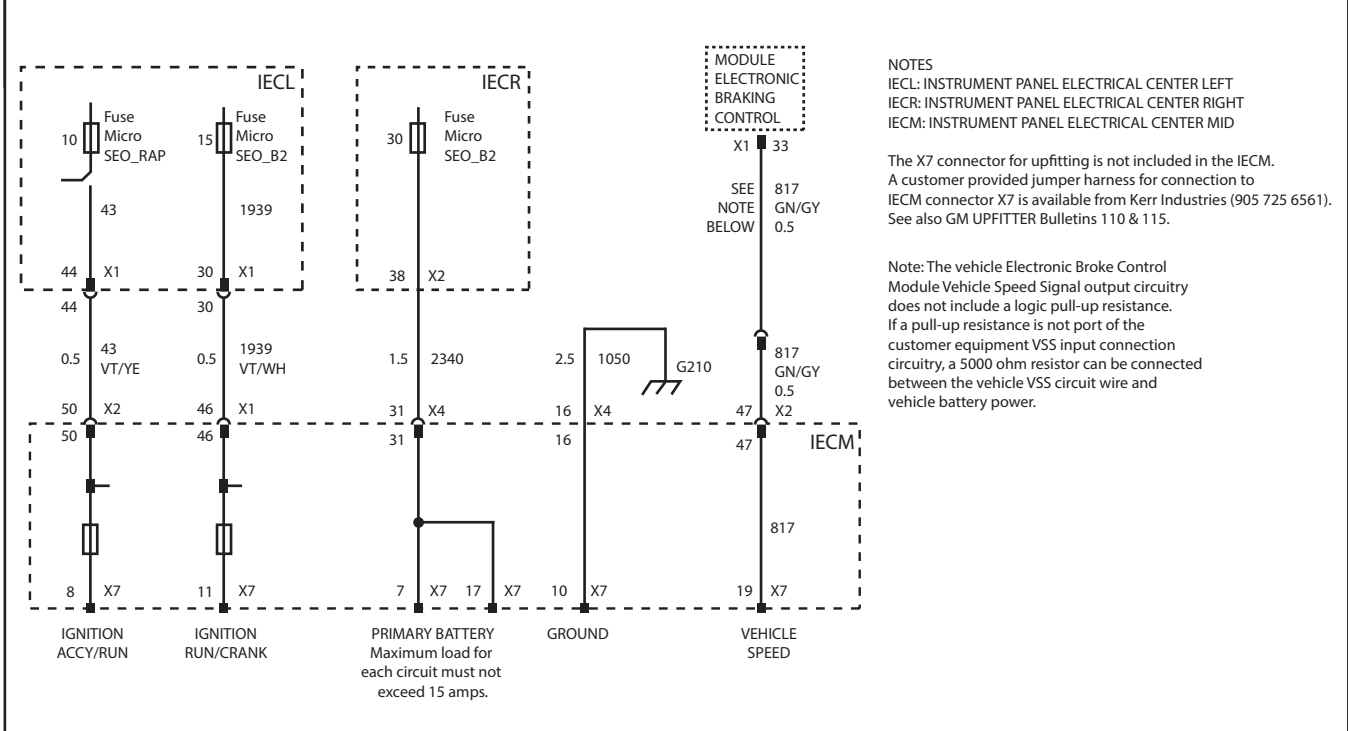 IECL
10
Fuse
Micro
SEO_RAP
15
Fuse
Micro
SEO_B2
43
1939
44 X1
30 X1
44
30
0.5
43
VT/YE
0.5
1939
VT/WH
50 X2
46 X1
50
46
8 X7
11 X7
IGNITION
ACCY/RUN
IGNITION
RUN/CRANK
IECR
30
Fuse
Micro
SEO_B2
38 X2
1.5 2340
31 X4
31
7 X7
17 X7
PRIMARY BATTERY
Maximum load for
each circuit must not
exceed 15 amps.
2.5 1050
G210
16 X4
16
10 X7
GROUND
MODULE
ELECTRONIC
BRAKING
CONTROL
X1 33
SEE
NOTE
BELOW
817
GN/GY
0.5
817
GN/GY
0.5
47 X2
47
IECM
817
19 X7
VEHICLE
SPEED
NOTES
IECL: INSTRUMENT PANEL ELECTRICAL CENTER LEFT
IECR: INSTRUMENT PANEL ELECTRICAL CENTER RIGHT
IECM: INSTRUMENT PANEL ELECTRICAL CENTER MID
The X7 connector for upfitting is not included in the IECM.
A customer provided jumper harness for connection to
IECM connector X7 is available from Kerr Industries (905 725 6561).
See also GM UPFITTER Bulletins 110 & 115.
Note: The vehicle Electronic Broke Control
Module Vehicle Speed Signal output circuitry
does not include a logic pull-up resistance.
If a pull-up resistance is not part of the
customer equipment VSS input connection
circuitry, a 5000 ohm resistor can be connected
between the vehicle VSS circuit wire and
vehicle battery power.